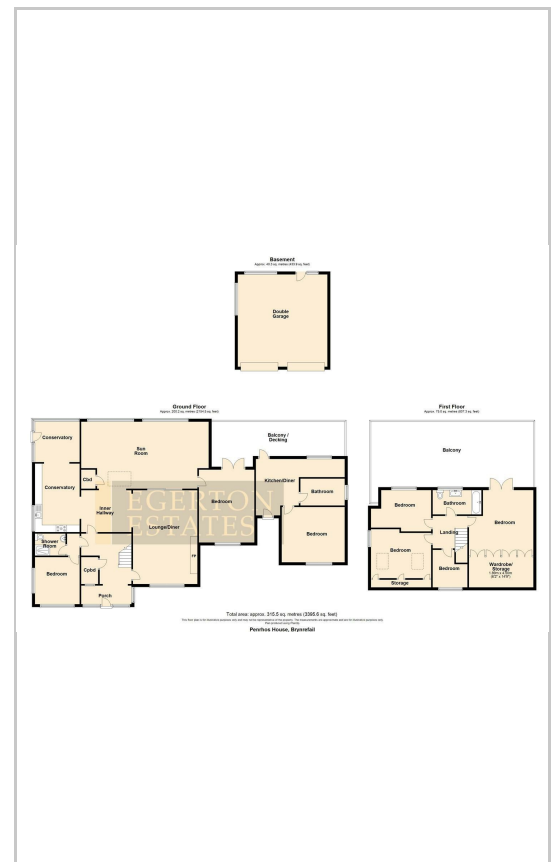 Basement
Double
Garage
Ground Floor
Conservatory
Sun
Room
Balcony /
Decking
Conservatory
Cbd
Kitchen/Diner
Bathroom
Inner
Hallway
EGERTON
ESTATES
Bedroom
Lounge/Diner
Shower
Room
Bedroom
FP
Bedroom
Cpbd
Porch
First Floor
Balcony
Bedroom
Bathroom
Bedroom
Landing
Bedroom
Wardrobe/
Storage
Bedroom
Storage
Total area: approx. 315.5 sq. metres (3395.6 sq. feet)
Penrhos House, Brynrefail